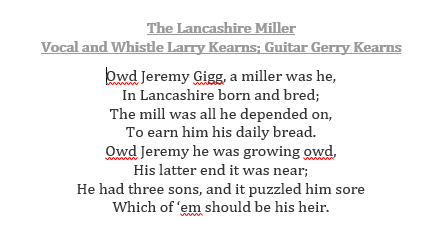 The Lancashire Miller
Vocal and Whistle Larry Kearns; Guitar Gerry Kearns
Owd Jeremy Gigg, a miller was he,
In Lancashire born and bred;
The mill was all he depended on,
To earn him his daily bread.
Owd Jeremy he was growing owd,
His latter end it was near;
He had three sons, and it puzzled him sore
Which of ‘em should be his heir.